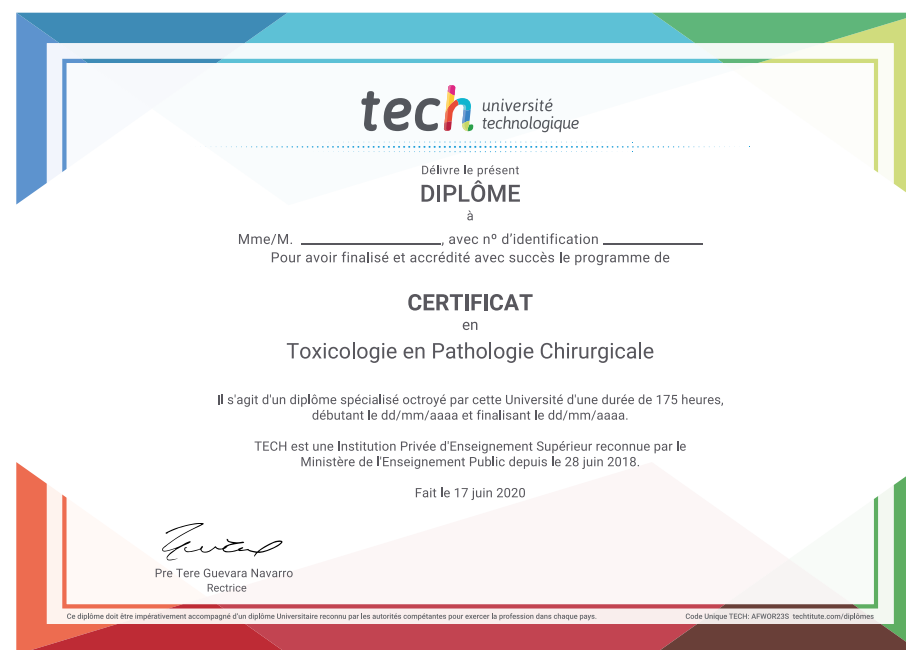 tech université
technologique
Délivre le présent
DIPLÔME
à
Mme/M. ____________________, avec nº d'identification ______________
Pour avoir finalisé et accrédité avec succès le programme de
CERTIFICAT
en
Toxicologie en Pathologie Chirurgicale
Il s'agit d'un diplôme spécialisé octroyé par cette Université d'une durée de 175 heures,
débutant le dd/mm/aaaa et finalisant le dd/mm/aaaa.
TECH est une Institution Privée d'Enseignement Supérieur reconnue par le
Ministère de l'Enseignement Public depuis le 28 juin 2018.
Fait le 17 juin 2020
Pre Tere Guevara Navarro
Rectrice
Ce diplôme doit être impérativement accompagné d'un diplôme Universitaire reconnu par les autorités compétantes pour exercer la profession dans chaque pays.
Code Unique TECH: AFWOR23S techtitute.com/diplômes